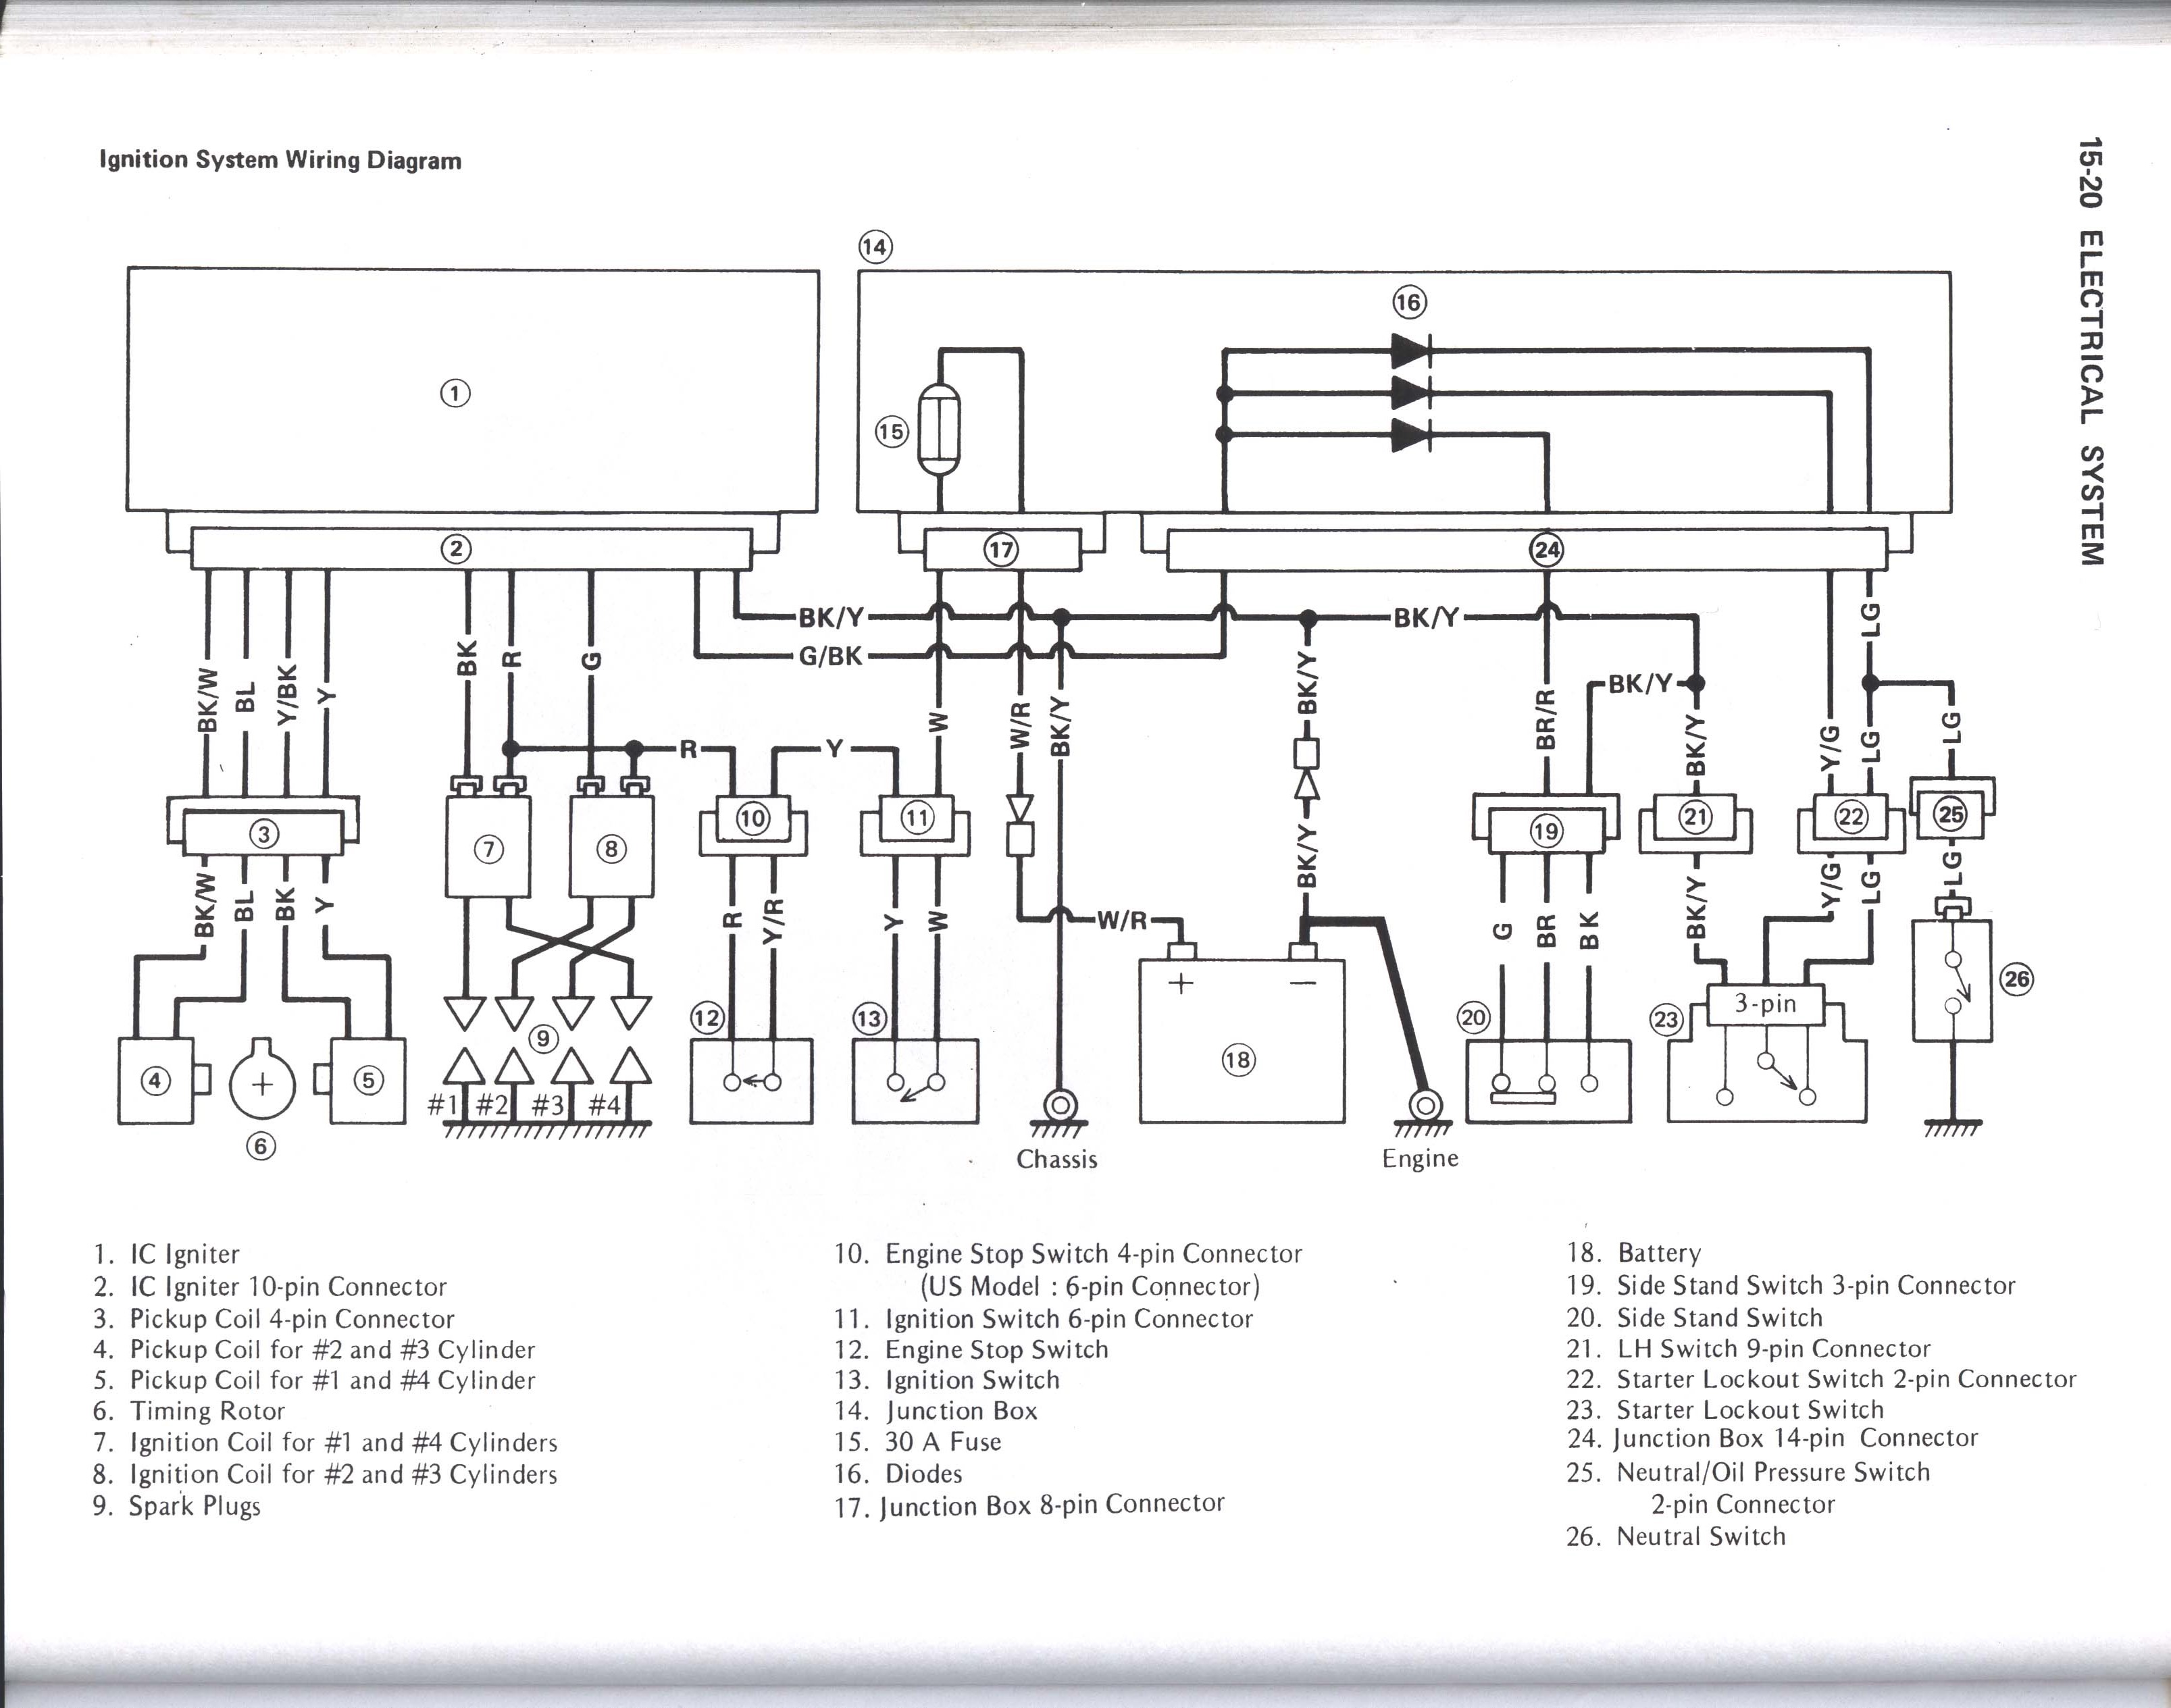 15-20 ELECTRICAL SYSTEM
Ignition System Wiring Diagram
14
16
1
15
2
17
24
BK/Y
BK/Y
G/BK
LG
BK/W
BL
Y/BK
Y
BK
R
G
W
W/R
BK/Y
BK/Y
BR/R
BK/Y
BK/Y
Y/G
LG
LG
R
Y
3
7
8
10
11
19
21
22
25
BK/W
BL
BK
Y
R
Y/R
Y
W
W/R
BK/Y
G
BR
BK
BK/Y
Y/G
LG
LG
+
−
3-pin
4
+
5
6
9
#1 #2 #3 #4
12
13
18
20
23
26
Chassis
Engine
1. IC Igniter
2. IC Igniter 10-pin Connector
3. Pickup Coil 4-pin Connector
4. Pickup Coil for #2 and #3 Cylinder
5. Pickup Coil for #1 and #4 Cylinder
6. Timing Rotor
7. Ignition Coil for #1 and #4 Cylinders
8. Ignition Coil for #2 and #3 Cylinders
9. Spark Plugs
10. Engine Stop Switch 4-pin Connector
(US Model : 6-pin Connector)
11. Ignition Switch 6-pin Connector
12. Engine Stop Switch
13. Ignition Switch
14. Junction Box
15. 30 A Fuse
16. Diodes
17. Junction Box 8-pin Connector
18. Battery
19. Side Stand Switch 3-pin Connector
20. Side Stand Switch
21. LH Switch 9-pin Connector
22. Starter Lockout Switch 2-pin Connector
23. Starter Lockout Switch
24. Junction Box 14-pin Connector
25. Neutral/Oil Pressure Switch
2-pin Connector
26. Neutral Switch